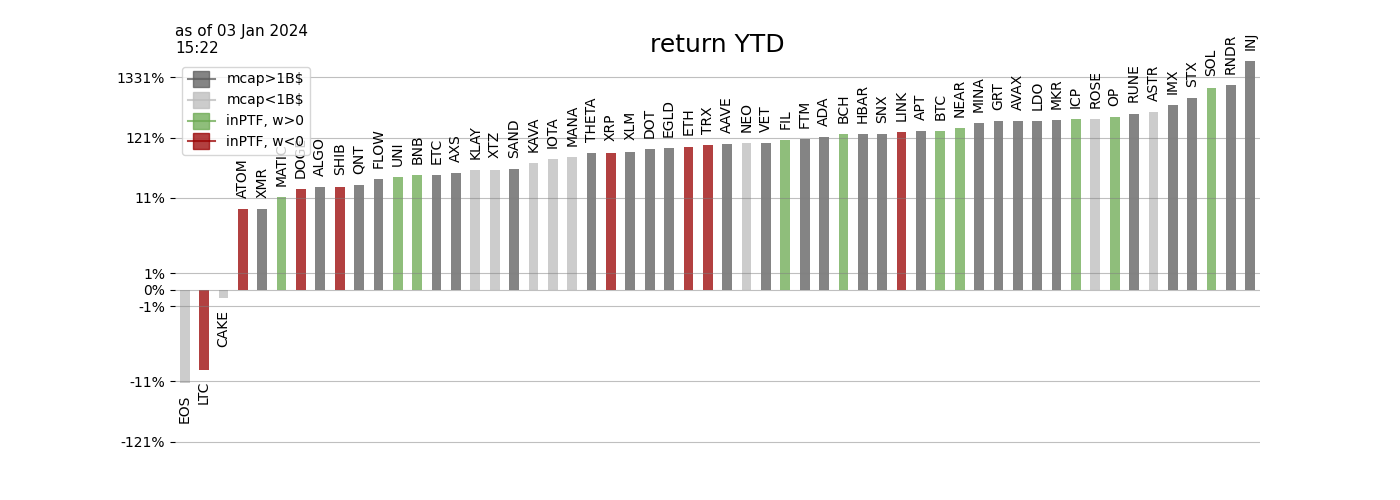 as of 03 Jan 2024
15:22
return YTD
1331%
121%
11%
1%
0%
-1%
-11%
-121%
mcap>1B$
mcap<1B$
inPTF, w>0
inPTF, w<0
EOS
LTC
CAKE
ATOM
XMR
MATIC
DOGE
ALGO
SHIB
QNT
FLOW
UNI
BNB
ETC
AXS
KLAY
XTZ
SAND
KAVA
IOTA
MANA
THETA
XRP
XLM
DOT
EGLD
ETH
TRX
AAVE
NEO
VET
FIL
FTM
ADA
BCH
HBAR
SNX
LINK
APT
BTC
NEAR
MINA
GRT
AVAX
LDO
MKR
ICP
ROSE
OP
RUNE
ASTR
IMX
STX
SOL
RNDR
INJ